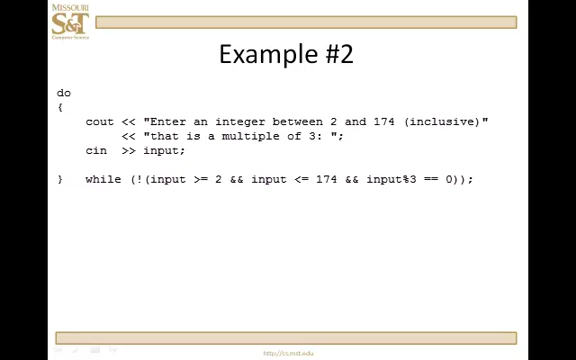 MISSOURI
S&T
Computer Science
Example #2
do
{
cout << "Enter an integer between 2 and 174 (inclusive)"
<< "that is a multiple of 3: ";
cin >> input;
} while (!(input >= 2 && input <= 174 && input%3 == 0));
http://cs.mst.edu